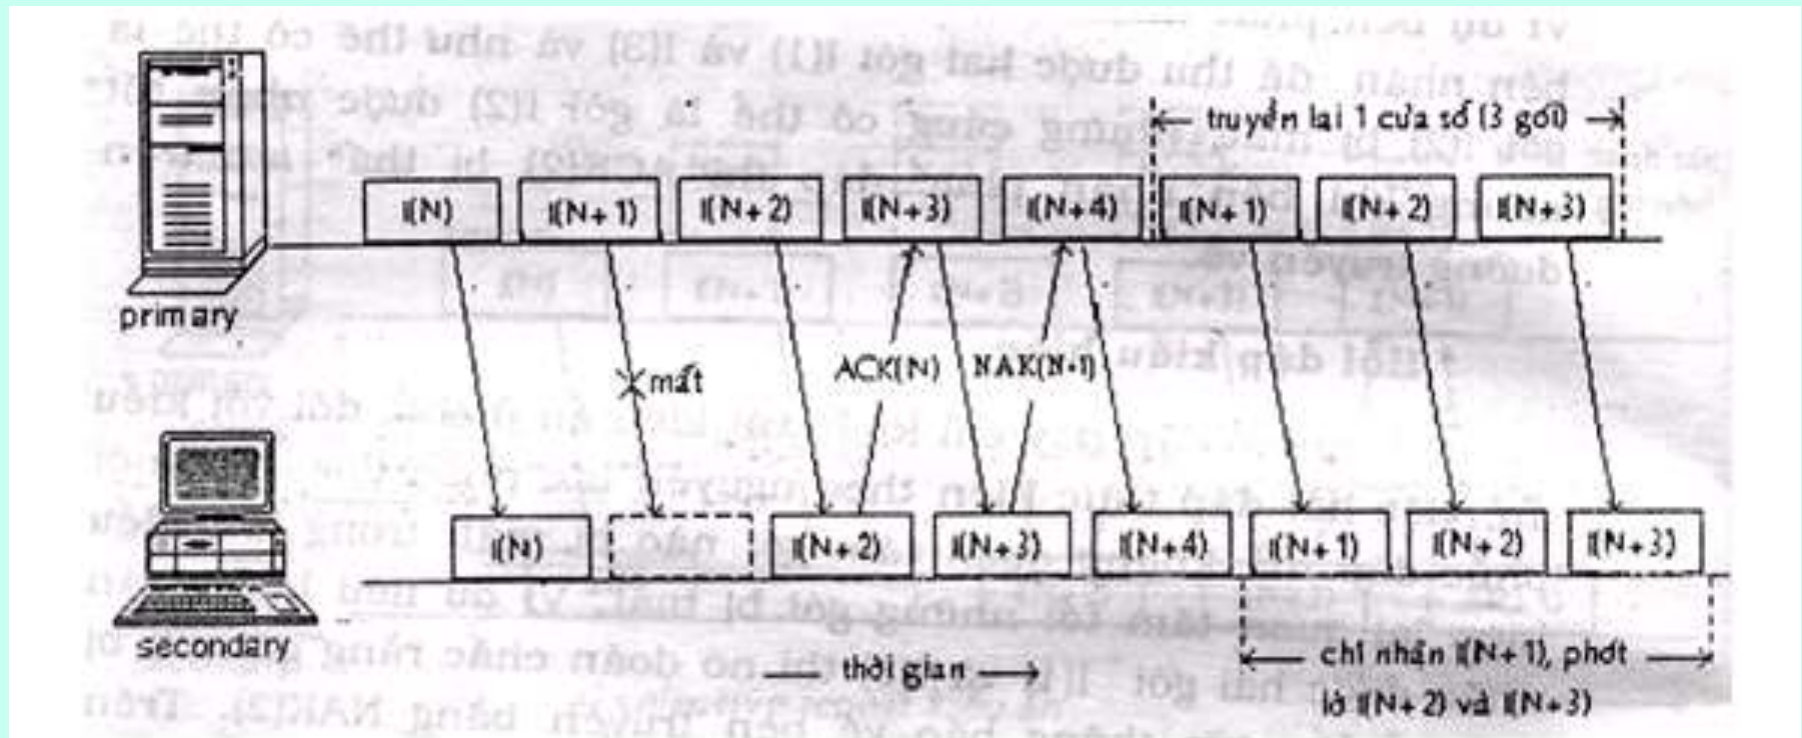 truyền lại 1 cửa sổ (3 gói)
I(N) I(N+1) I(N+2) I(N+3) I(N+4) I(N+1) I(N+2) I(N+3)
primary
mất
ACK(N) NAK(N+1)
I(N) I(N+2) I(N+3) I(N+4) I(N+1) I(N+2) I(N+3)
secondary
thời gian
chỉ nhận I(N+1), phớt
lờ I(N+2) và I(N+3)